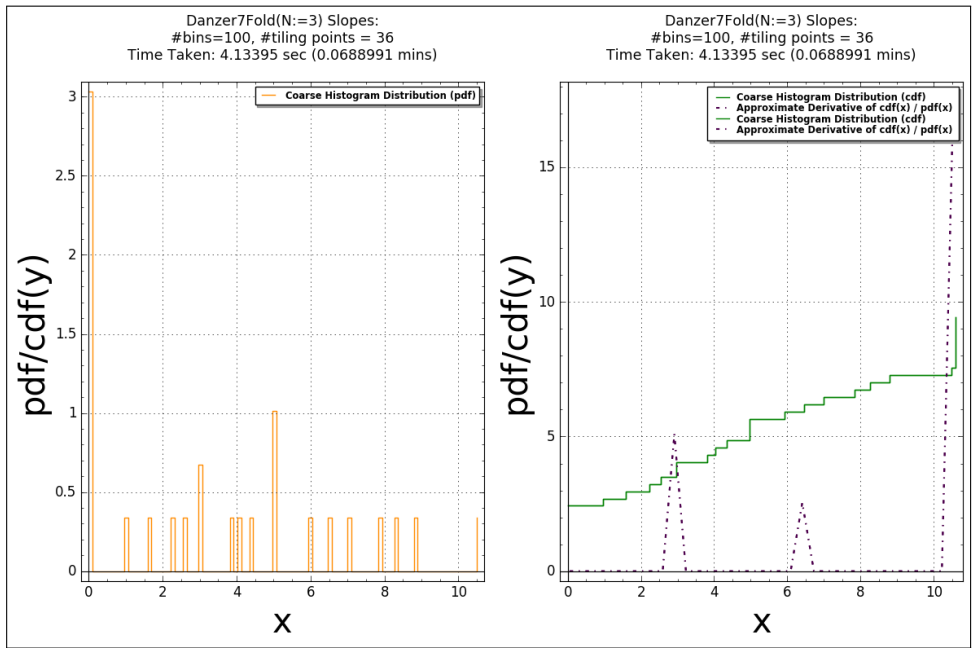 Danzer7Fold(N:=3) Slopes:
#bins=100, #tiling points = 36
Time Taken: 4.13395 sec (0.0688991 mins)
Coarse Histogram Distribution (pdf)
pdf/cdf(y)
3
2.5
2
1.5
1
0.5
0
0 2 4 6 8 10
x
Danzer7Fold(N:=3) Slopes:
#bins=100, #tiling points = 36
Time Taken: 4.13395 sec (0.0688991 mins)
Coarse Histogram Distribution (cdf)
Approximate Derivative of cdf(x) / pdf(x)
Coarse Histogram Distribution (cdf)
Approximate Derivative of cdf(x) / pdf(x)
pdf/cdf(y)
15
10
5
0
0 2 4 6 8 10
x